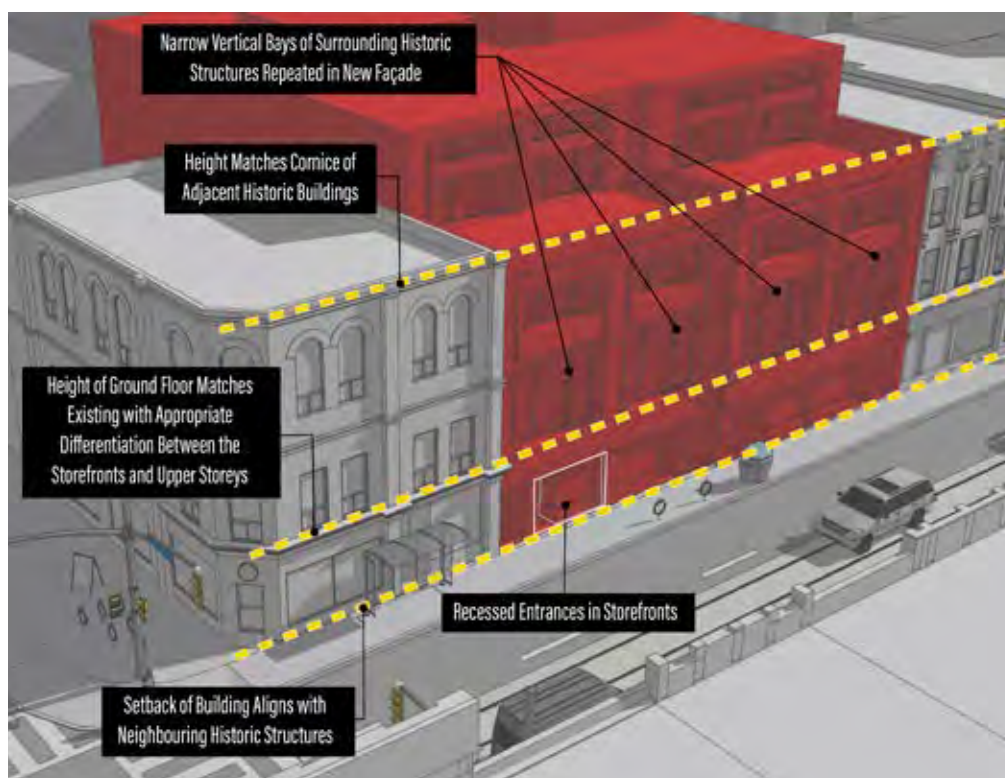 Narrow Vertical Bays of Surrounding Historic
Structures Repeated in New Façade
Height Matches Cornice of
Adjacent Historic Buildings
Height of Ground Floor Matches
Existing with Appropriate
Differentiation Between the
Storefronts and Upper Storeys
Recessed Entrances in Storefronts
Setback of Building Aligns with
Neighbouring Historic Structures